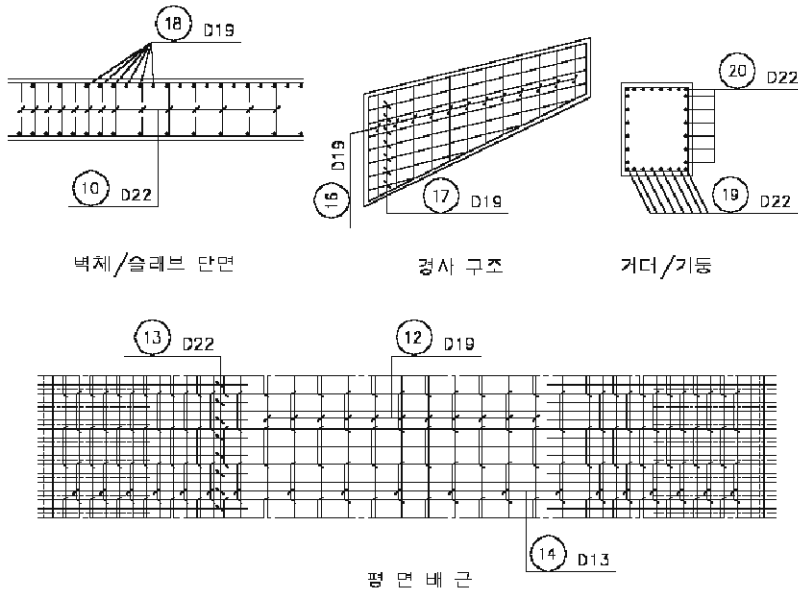 18 D19
10 D22
16 D19
17 D19
20 D22
19 D22
벽체/슬래브 단면
경사 구조
거더/기둥
13 D22
12 D19
14 D13
평 면 배 근